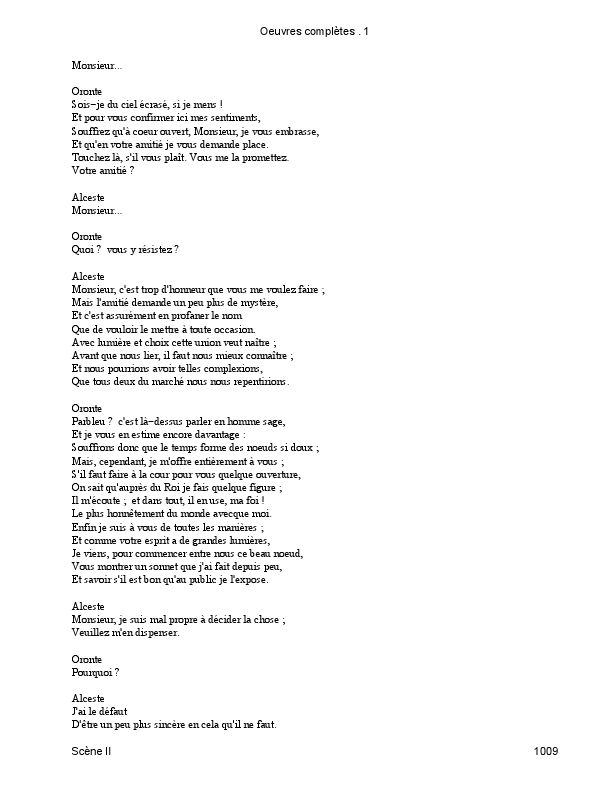 Oeuvres complètes . 1
Monsieur...
Oronte
Sois-je du ciel écrasé, si je mens !
Et pour vous confirmer ici mes sentiments,
Souffrez qu'à coeur ouvert, Monsieur, je vous embrasse,
Et qu'en votre amitié je vous demande place.
Touchez là, s'il vous plaît. Vous me la promettez.
Votre amitié ?
Alceste
Monsieur...
Oronte
Quoi ? vous y résistez ?
Alceste
Monsieur, c'est trop d'honneur que vous me voulez faire ;
Mais l'amitié demande un peu plus de mystère,
Et c'est assurément en profaner le nom
Que de vouloir le mettre à toute occasion.
Avec lumière et choix cette union veut naître ;
Avant que nous lier, il faut nous mieux connaître ;
Et nous pourrions avoir telles complexions,
Que tous deux du marché nous nous repentirions.
Oronte
Parbleu ? c'est là-dessus parler en homme sage,
Et je vous en estime encore davantage :
Souffrons donc que le temps forme des noeuds si doux ;
Mais, cependant, je m'offre entièrement à vous ;
S'il faut faire à la cour pour vous quelque ouverture,
On sait qu'auprès du Roi je fais quelque figure ;
Il m'écoute ; et dans tout, il en use, ma foi !
Le plus honnêtement du monde avecque moi.
Enfin je suis à vous de toutes les manières ;
Et comme votre esprit a de grandes lumières,
Je viens, pour commencer entre nous ce beau noeud,
Vous montrer un sonnet que j'ai fait depuis peu,
Et savoir s'il est bon qu'au public je l'expose.
Alceste
Monsieur, je suis mal propre à décider la chose ;
Veuillez m'en dispenser.
Oronte
Pourquoi ?
Alceste
J'ai le défaut
D'être un peu plus sincère en cela qu'il ne faut.
Scène II 1009